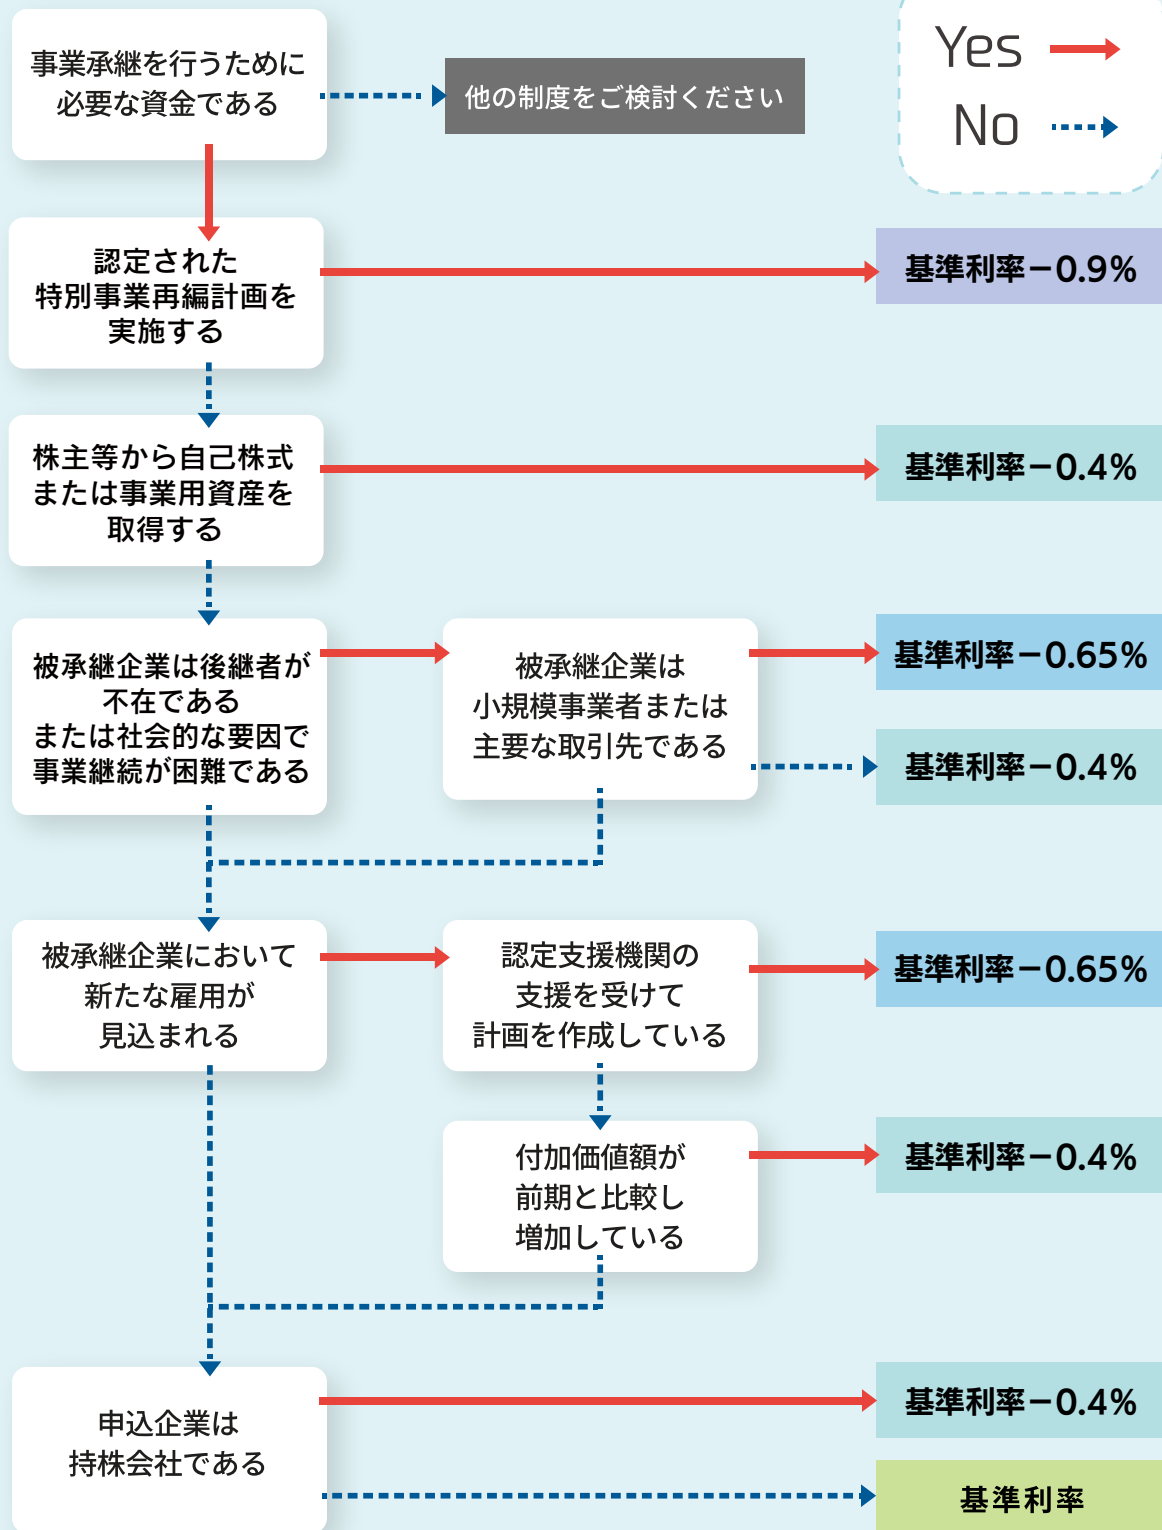 事業承継を行うために
必要な資金である
他の制度をご検討ください
Yes
No
認定された
特別事業再編計画を
実施する
基準利率−0.9%
株主等から自己株式
または事業用資産を
取得する
基準利率−0.4%
被承継企業は後継者が
不在である
または社会的な要因で
事業継続が困難である
被承継企業は
小規模事業者または
主要な取引先である
基準利率−0.65%
基準利率−0.4%
被承継企業において
新たな雇用が
見込まれる
認定支援機関の
支援を受けて
計画を作成している
基準利率−0.65%
付加価値額が
前期と比較し
増加している
基準利率−0.4%
申込企業は
持株会社である
基準利率−0.4%
基準利率